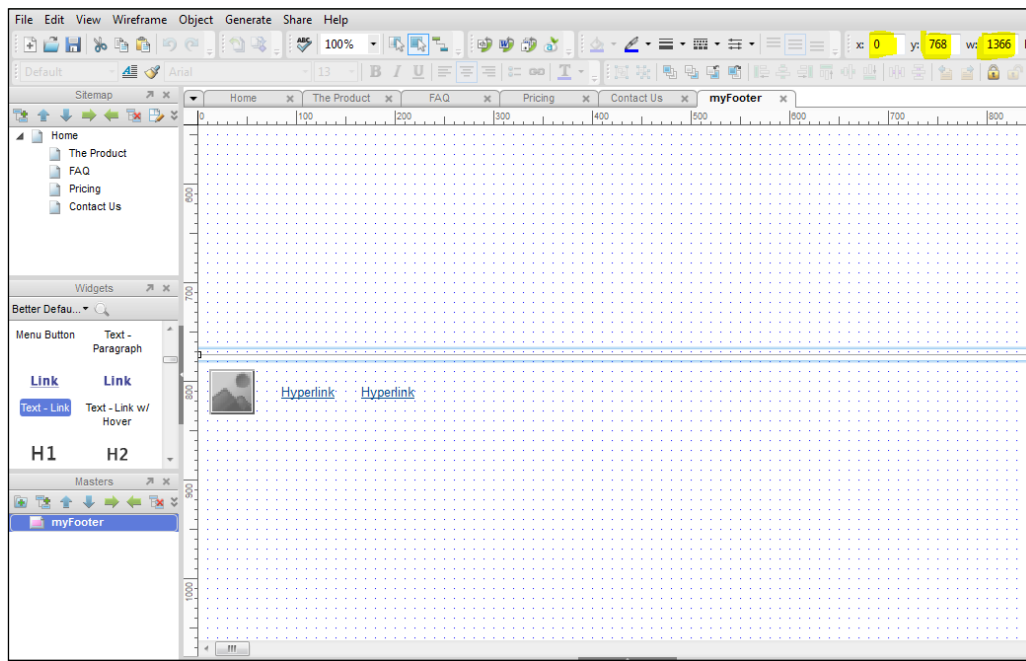 File Edit View Wireframe Object Generate Share Help
ABC 100% x: 0 y: 768 w: 1366
Default Arial 13 B I U T
Sitemap
Home The Product FAQ Pricing Contact Us myFooter
0 100 200 300 400 500 600 700 800
Home
The Product
FAQ
Pricing
Contact Us
600
Widgets
700
Better Defau...
Menu Button Text - Paragraph
Link Link
Text - Link Text - Link w/ Hover
800
Hyperlink Hyperlink
H1 H2
Masters
900
myFooter
1000